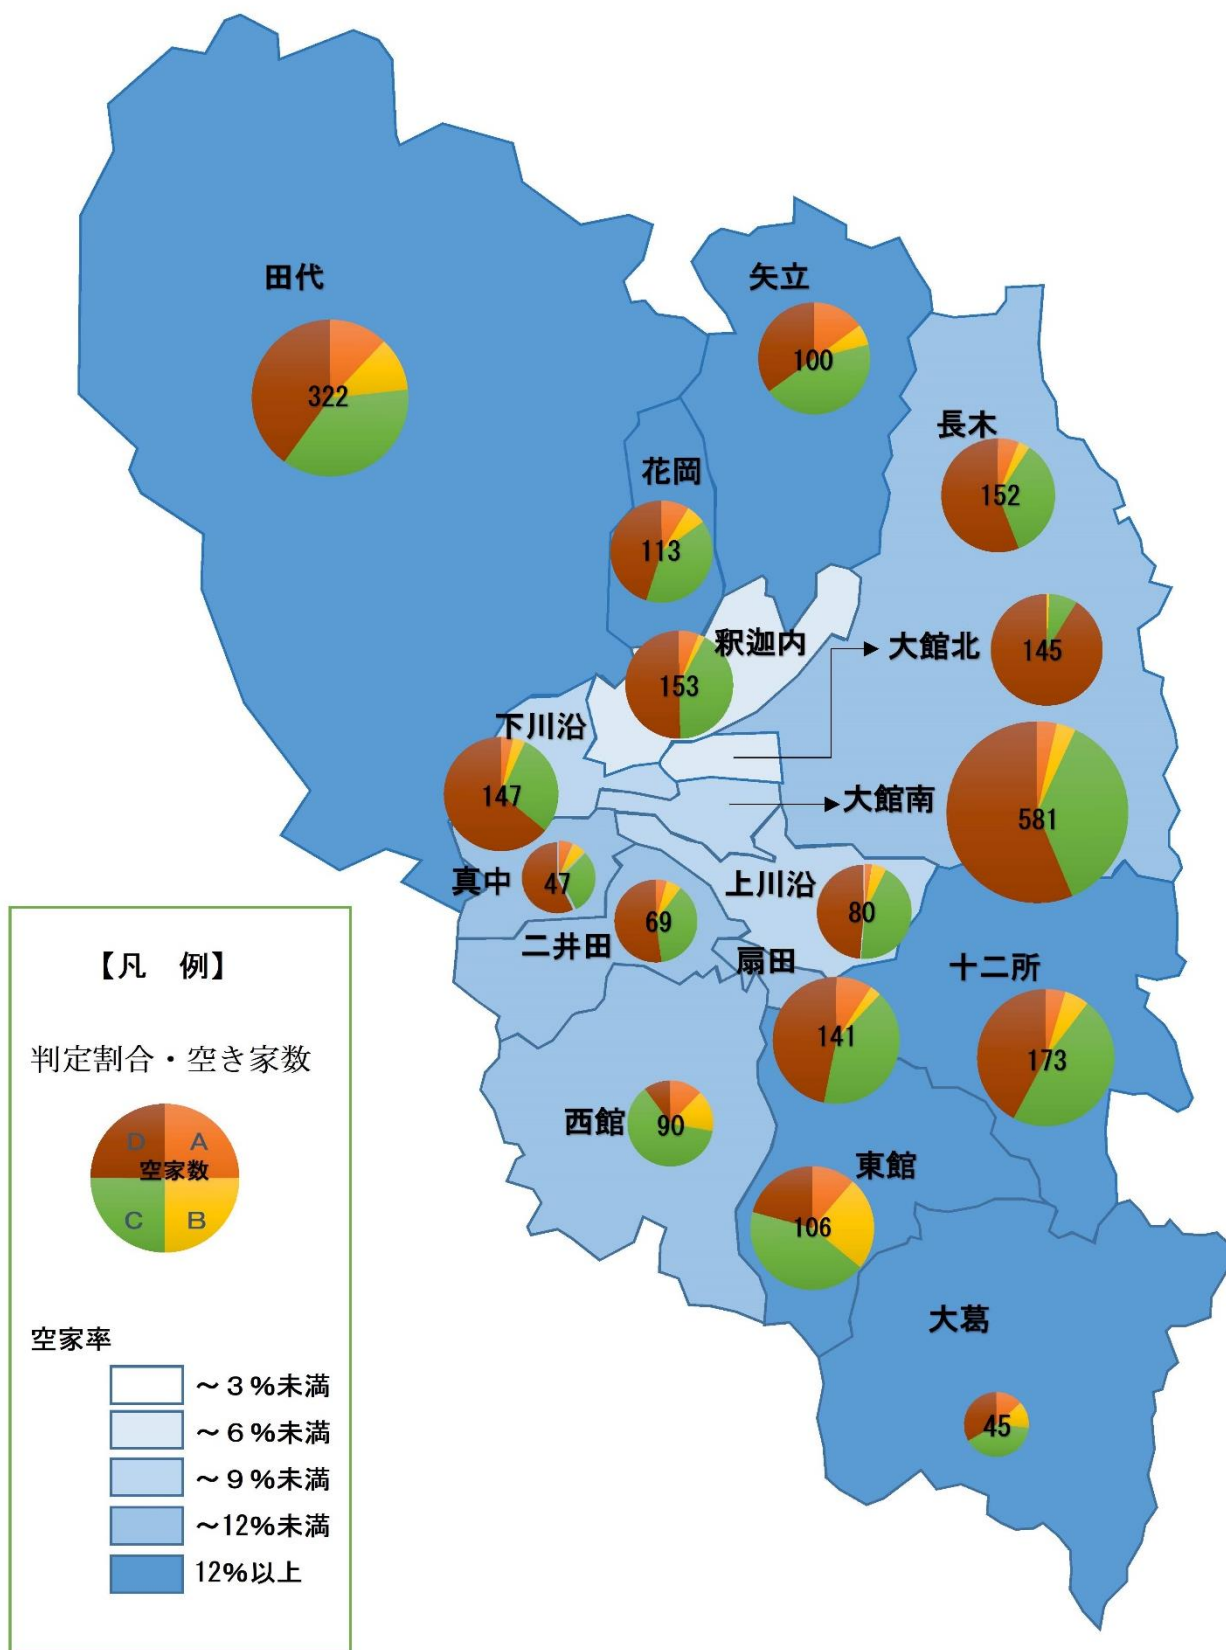 田代
322
矢立
100
長木
152
花岡
113
釈迦内
153
大館北
145
下川沿
147
大館南
581
真中
47
二井田
69
上川沿
80
扇田
141
十二所
173
西館
90
東館
106
大葛
45
【凡　例】
判定割合・空き家数
D A
空家数
C B
空家率
～３%未満
～６%未満
～９%未満
～12%未満
12%以上